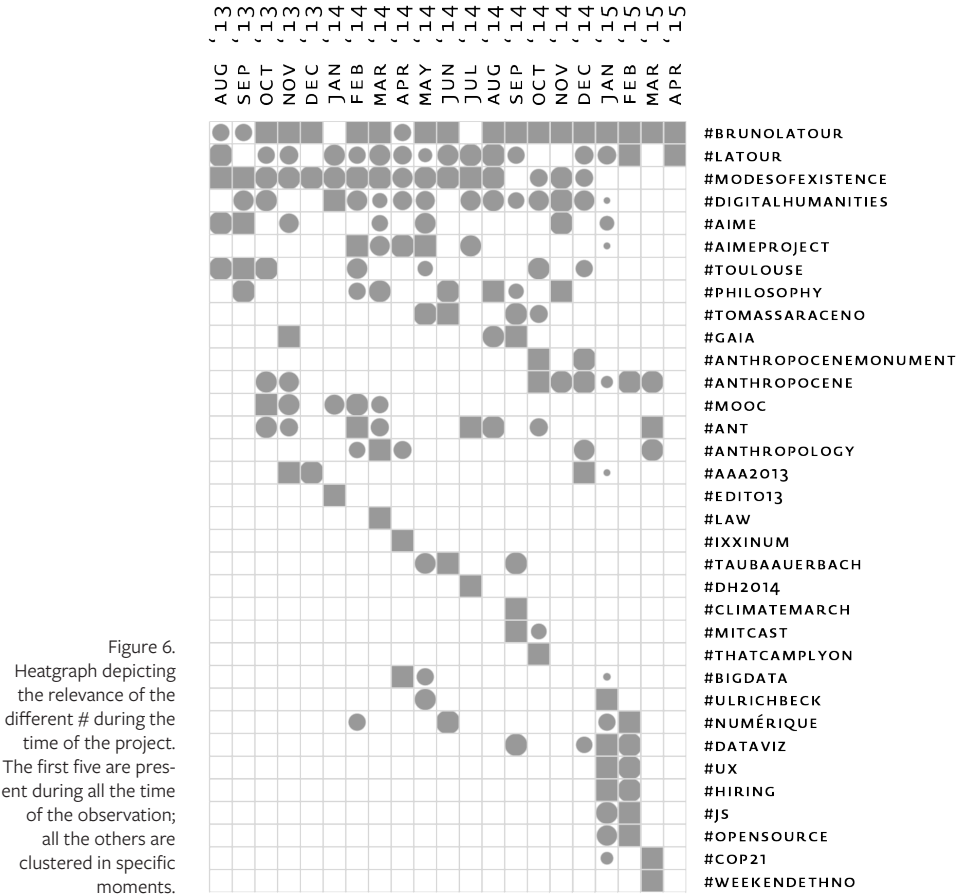 ‘13 ‘13 ‘13 ‘13 ‘13 ‘14 ‘14 ‘14 ‘14 ‘14 ‘14 ‘14 ‘14 ‘14 ‘14 ‘14 ‘14 ‘15 ‘15 ‘15 ‘15
AUG SEP OCT NOV DEC JAN FEB MAR APR MAY JUN JUL AUG SEP OCT NOV DEC JAN FEB MAR APR
#BRUNOLATOUR
#LATOUR
#MODESOFEXISTENCE
#DIGITALHUMANITIES
#AIME
#AIMEPROJECT
#TOULOUSE
#PHILOSOPHY
#TOMASSARACENO
#GAIA
#ANTHROPOCENEMONUMENT
#ANTHROPOCENE
#MOOC
#ANT
#ANTHROPOLOGY
#AAA2013
#EDITO13
#LAW
#IXXINUM
#TAUBAAUERBACH
#DH2014
#CLIMATEMARCH
#MITCAST
#THATCAMPLYON
#BIGDATA
#ULRICHBECK
#NUMÉRIQUE
#DATAVIZ
#UX
#HIRING
#JS
#OPENSOURCE
#COP21
#WEEKENDETHNO
Figure 6.
Heatgraph depicting
the relevance of the
different # during the
time of the project.
The first five are pres-
ent during all the time
of the observation;
all the others are
clustered in specific
moments.